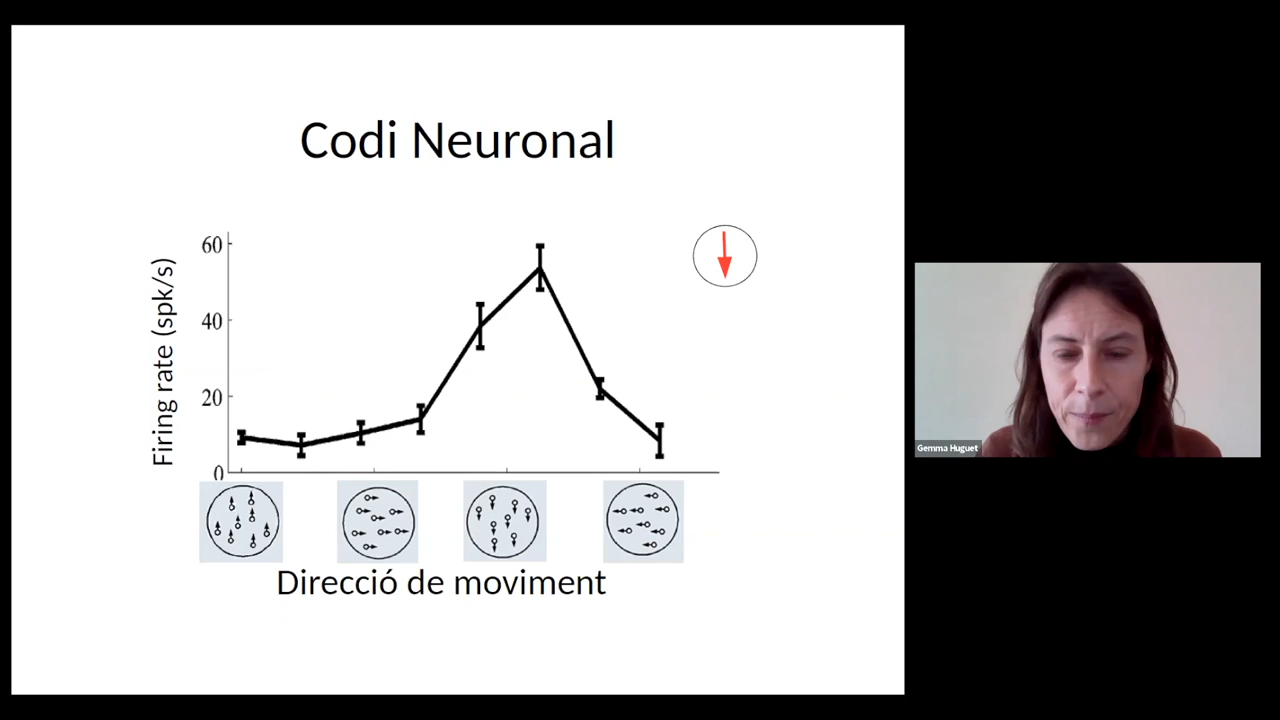 Codi Neuronal
Firing rate (spk/s)
60
40
20
0
Direcció de moviment
Gemma Huguet